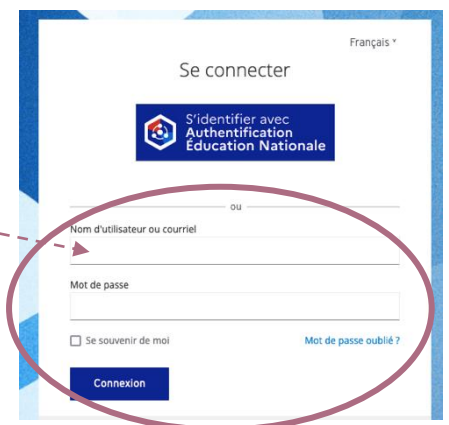 Français
Se connecter
S'identifier avec
Authentification
Éducation Nationale
ou
Nom d'utilisateur ou courriel
Mot de passe
Se souvenir de moi
Mot de passe oublié ?
Connexion